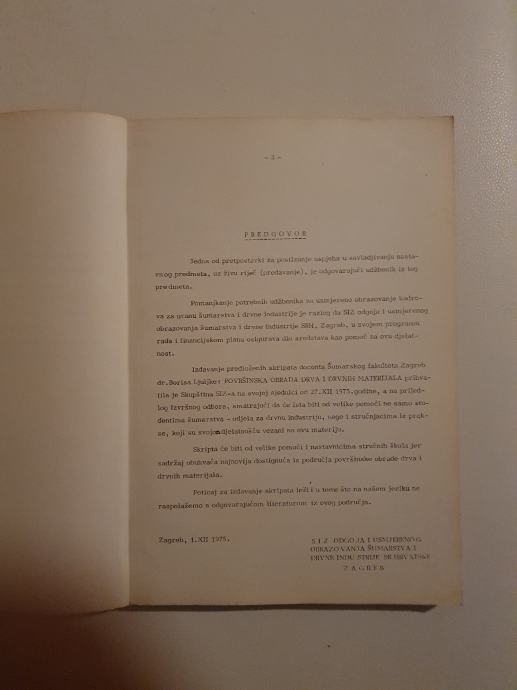 - 3 -
PREDGOVOR
Jedna od pretpostavki za postizanje uspjeha u savladjivanju nasta-
vnog predmeta, uz živu riječ (predavanje), je odgovarajući udžbenik iz tog
predmeta.
Pomanjkanje potrebnih udžbenika za usmjereno obrazovanje kadro-
va za granu šumarstva i drvne industrije je razlog da SIZ odgoja i usmjerenog
obrazovanja šumarstva i drvne industrije SRH, Zagreb, u svojem programu
rada i financijskom planu osigurava dio sredstava kao pomoć za ovu djelat-
nost.
Izdavanje predloženih skripata docenta Šumarskog fakulteta Zagreb
dr. Borisa Ljuljke: POVRŠINSKA OBRADA DRVA I DRVNIH MATERIJALA prihva-
tila je Skupština SIZ-a na svojoj sjednici od 27.XII 1975. godine, a na prijed-
log Izvršnog odbora, smatrajući da će ista biti od velike pomoći ne samo stu-
dentima šumarstva - odjela za drvnu industriju, nego i stručnjacima iz prak-
se, koji su svojom djelatnošću vezani na ovu materiju.
Skripta će biti od velike pomoći i nastavnicima stručnih škola jer
sadržaj obuhvaća najnovija dostignuća iz područja površinske obrade drva i
drvnih materijala.
Poticaj za izdavanje skripata leži i u tome što na našem jeziku ne
raspolažemo s odgovarajućom literaturom iz ovog područja.
Zagreb, 1.XII 1975.
SIZ ODGOJA I USMJERENOG
OBRAZOVANJA ŠUMARSTVA I
DRVNE INDUSTRIJE SR HRVATSKE
ZAGREB